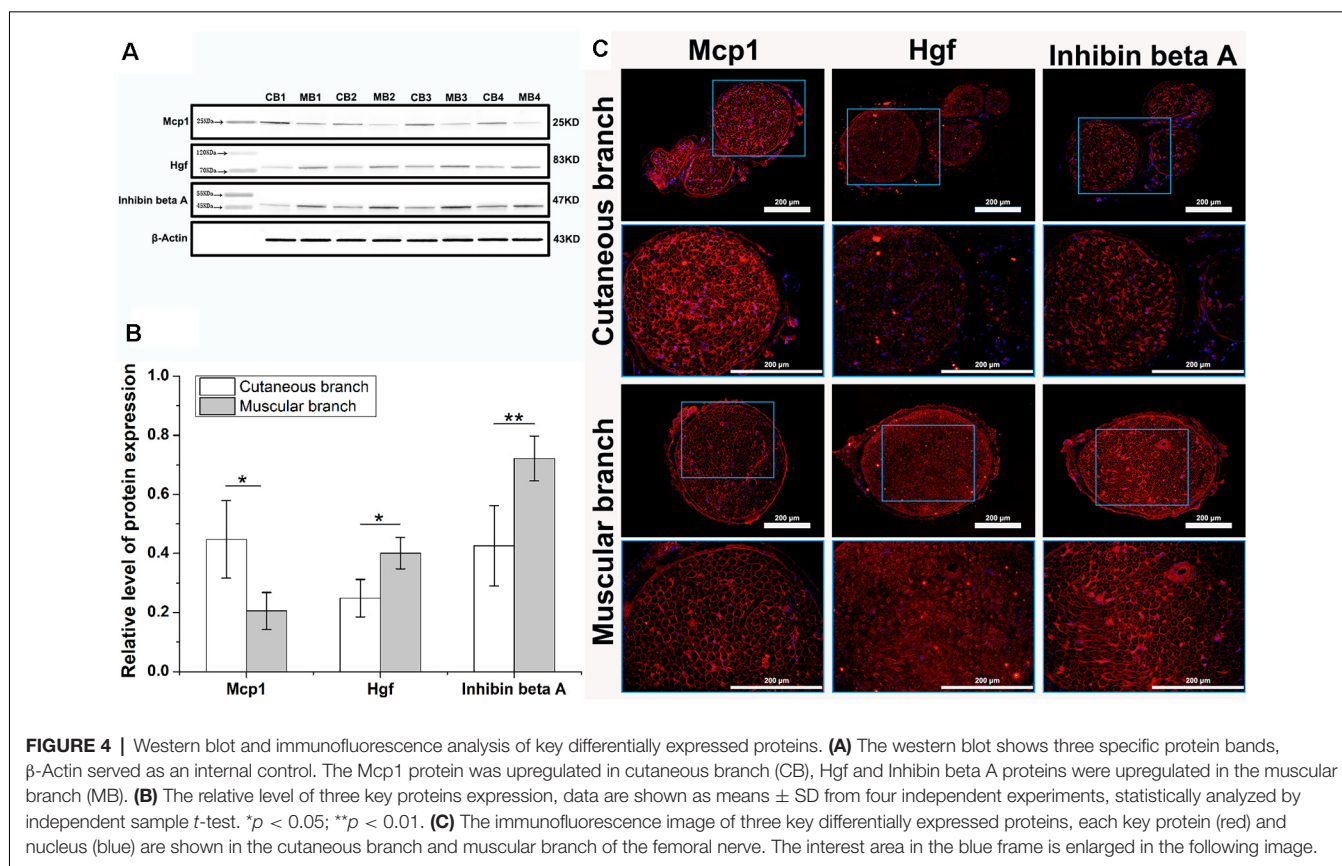 A
CB1 MB1 CB2 MB2 CB3 MB3 CB4 MB4
Mcp1 25KDa→ 25KD
120KDa→
Hgf 83KD
70KDa→
55KDa→
Inhibin beta A 47KD
45KDa→
β-Actin 43KD
B
Relative level of protein expression
1.0
0.8
0.6
0.4
0.2
0.0
Cutaneous branch
Muscular branch
*
*
**
Mcp1 Hgf Inhibin beta A
C
Mcp1 Hgf Inhibin beta A
Cutaneous branch
200 µm 200 µm 200 µm
200 µm 200 µm 200 µm
Muscular branch
200 µm 200 µm 200 µm
200 µm 200 µm 200 µm
FIGURE 4 | Western blot and immunofluorescence analysis of key differentially expressed proteins. (A) The western blot shows three specific protein bands,
β-Actin served as an internal control. The Mcp1 protein was upregulated in cutaneous branch (CB), Hgf and Inhibin beta A proteins were upregulated in the muscular
branch (MB). (B) The relative level of three key proteins expression, data are shown as means ± SD from four independent experiments, statistically analyzed by
independent sample t-test. *p < 0.05; **p < 0.01. (C) The immunofluorescence image of three key differentially expressed proteins, each key protein (red) and
nucleus (blue) are shown in the cutaneous branch and muscular branch of the femoral nerve. The interest area in the blue frame is enlarged in the following image.